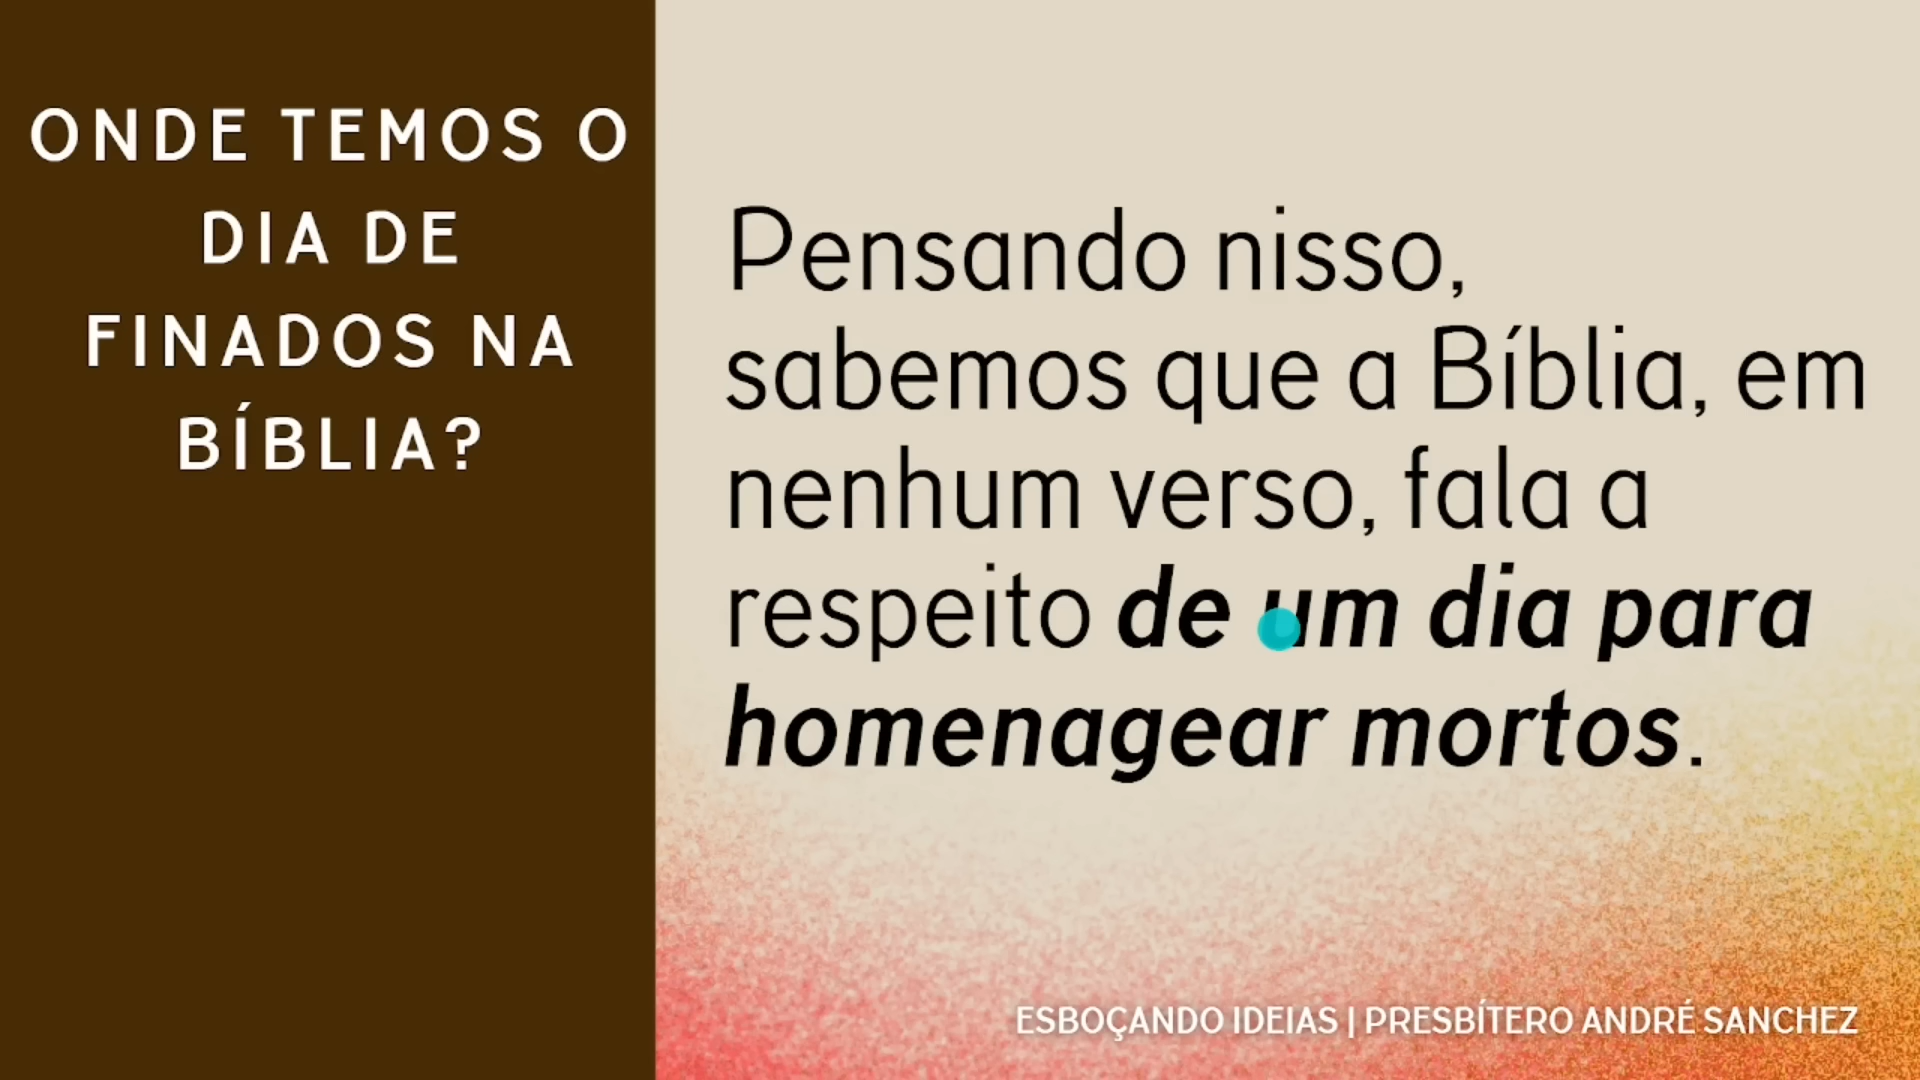 ONDE TEMOS O
DIA DE
FINADOS NA
BÍBLIA?
Pensando nisso,
sabemos que a Bíblia, em
nenhum verso, fala a
respeito de um dia para
homenagear mortos.
ESBOÇANDO IDEIAS | PRESBÍTERO ANDRÉ SANCHEZ